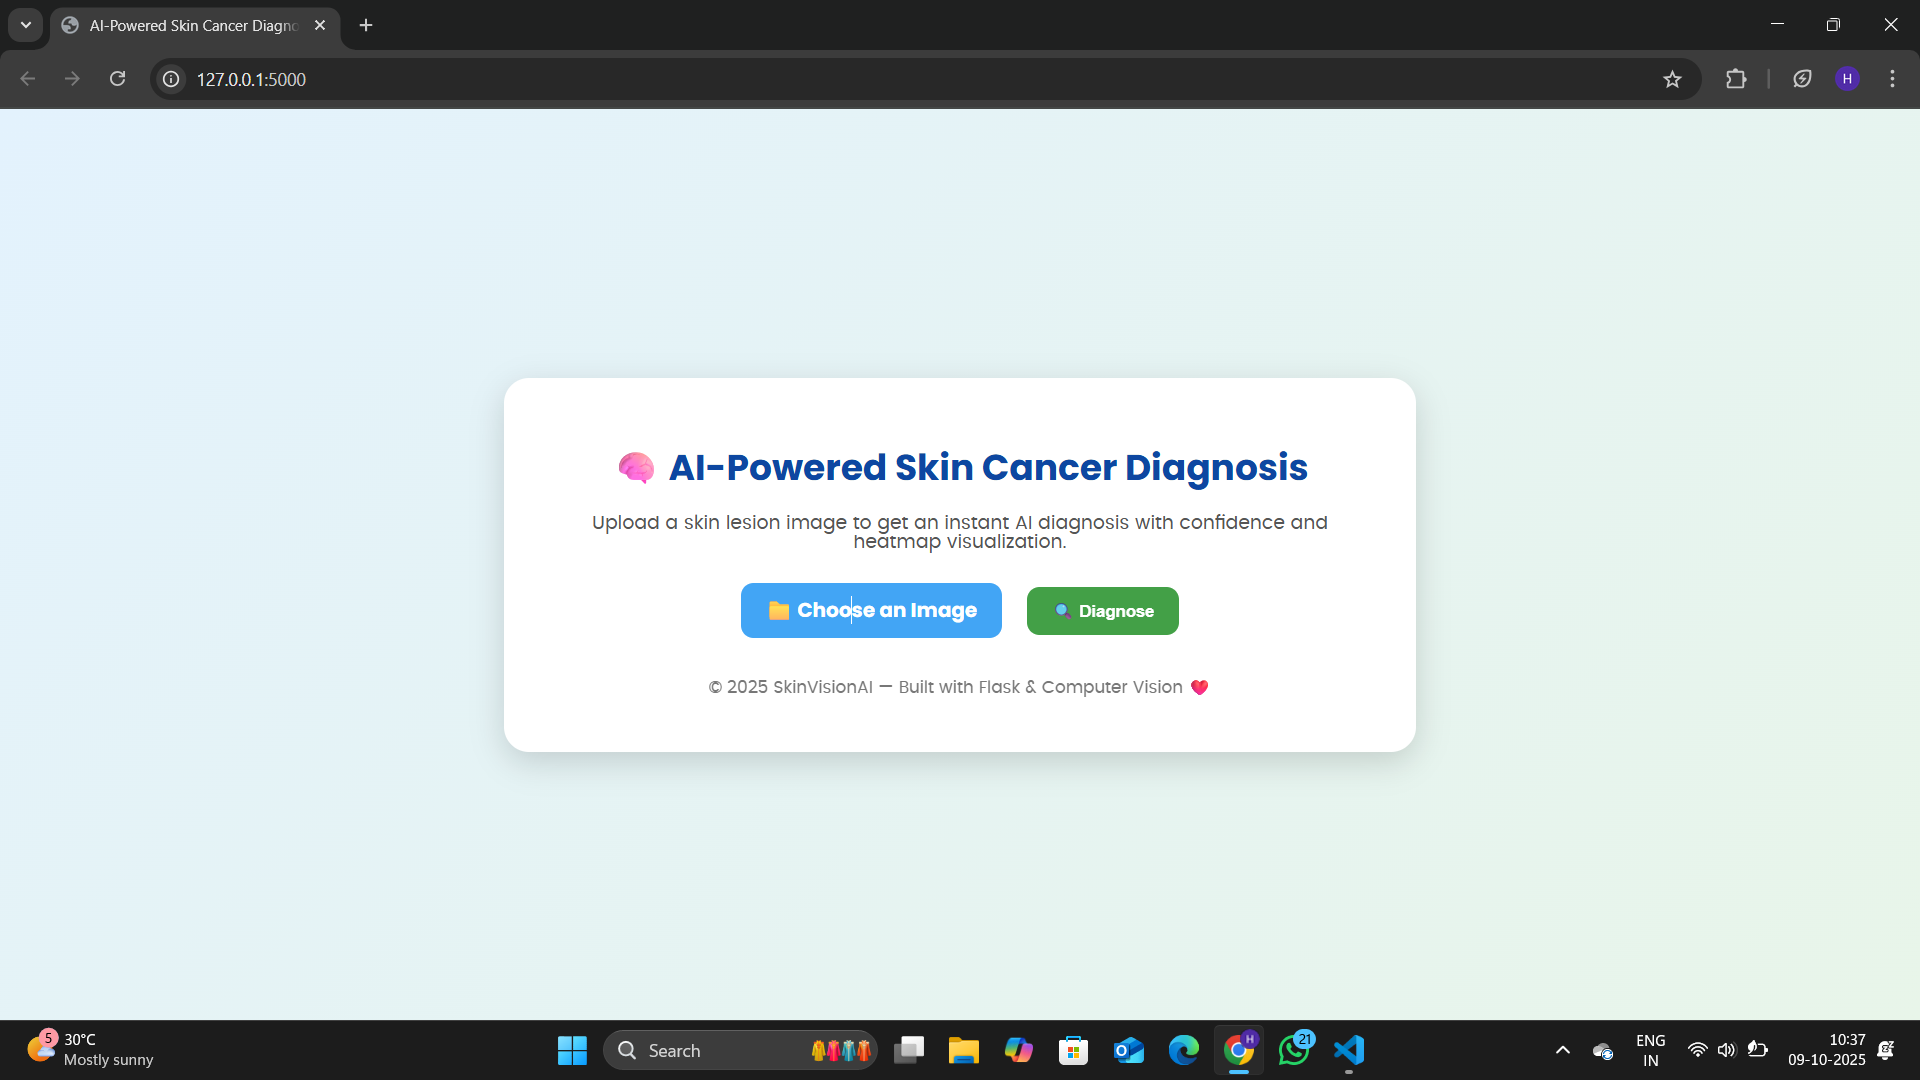 AI-Powered Skin Cancer Diagno
127.0.0.1:5000
H
AI-Powered Skin Cancer Diagnosis
Upload a skin lesion image to get an instant AI diagnosis with confidence and
heatmap visualization.
Choose an Image
Diagnose
© 2025 SkinVisionAI — Built with Flask & Computer Vision
5
30°C
Mostly sunny
Search
H
21
ENG
IN
10:37
09-10-2025